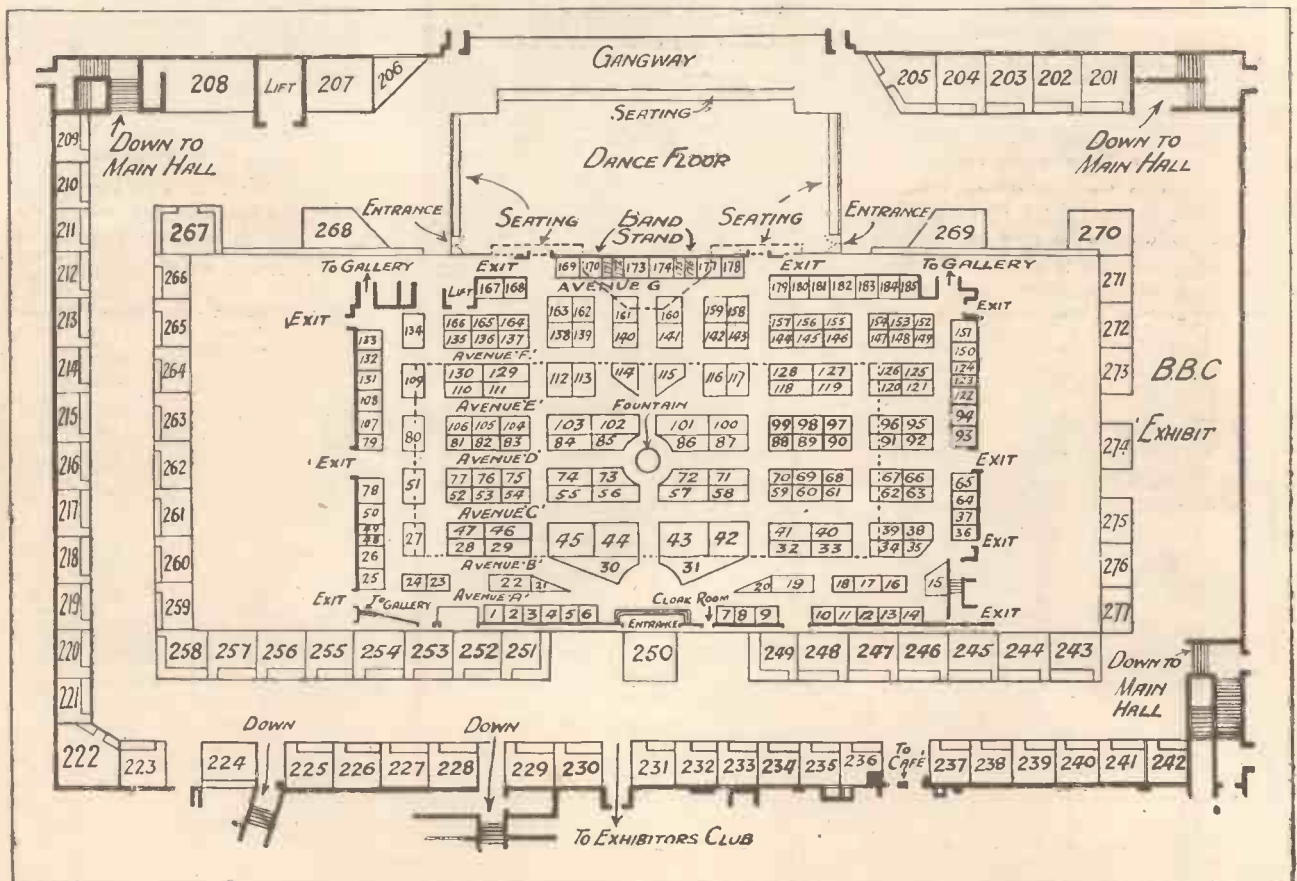 GANGWAY
208 LIFT 207 206
205 204 203 202 201
SEATING
DOWN TO
MAIN HALL
DOWN TO
MAIN HALL
DANCE FLOOR
209
210
211
212
213
214
215
216
217
218
219
220
221
222
ENTRANCE SEATING BAND
STAND SEATING ENTRANCE
267 268 269 270
266
265
264
263
262
261
260
259
271
272
273
274
275
276
277
B.B.C
EXHIBIT
TO GALLERY EXIT 169 170 173 174 177 178 EXIT TO GALLERY
LIFT 167 168 AVENUE G 179 180 181 182 183 184 185
EXIT EXIT
134 166 165 164 163 162 161 160 159 158 157 156 155 154 153 152
135 136 137 138 139 140 141 142 143 144 145 146 147 148 149
133
132
131
108
107
79
151
150
124
123
122
94
93
AVENUE 'F'
109 130 129 112 113 114 115 116 117 128 127 126 125
110 111 118 119 120 121
AVENUE 'E' FOUNTAIN
80 106 105 104 103 102 101 100 99 98 97 96 95
81 82 83 84 85 86 87 88 89 90 91 92
EXIT AVENUE 'D' EXIT
51 77 76 75 74 73 72 71 70 69 68 67 66
52 53 54 55 56 57 58 59 60 61 62 63
78
50
49
48
26
25
65
64
37
36
AVENUE 'C'
27 47 46 45 44 43 42 41 40 39 38
28 29 30 31 32 33 34 35
EXIT
AVENUE 'B'
24 23 22 21 20 19 18 17 16 15
EXIT TO GALLERY AVENUE 'A' CLOAK ROOM EXIT
1 2 3 4 5 6 ENTRANCE 7 8 9 10 11 12 13 14
258 257 256 255 254 253 252 251 250 249 248 247 246 245 244 243
DOWN TO
MAIN
HALL
DOWN DOWN TO
CAFÉ
223 224 225 226 227 228 229 230 231 232 233 234 235 236 237 238 239 240 241 242
TO EXHIBITORS CLUB